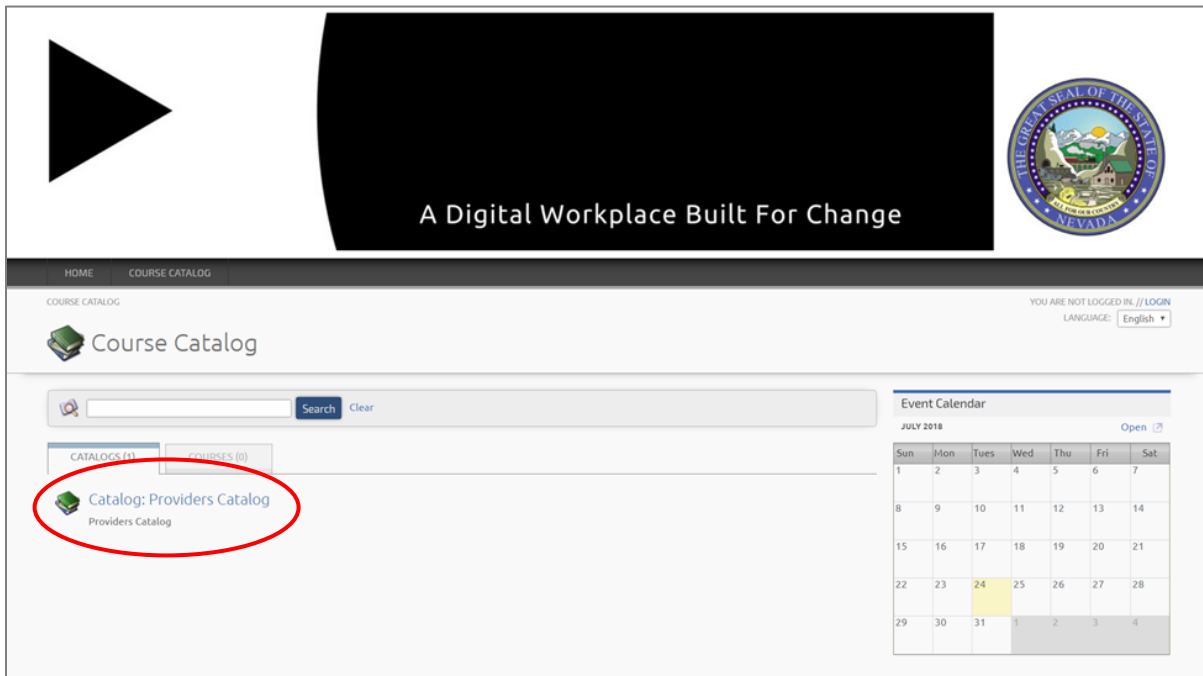 A Digital Workplace Built For Change
THE GREAT SEAL OF THE STATE OF NEVADA
ALL FOR OUR COUNTRY
HOME COURSE CATALOG
COURSE CATALOG
YOU ARE NOT LOGGED IN. // LOGIN
LANGUAGE: English
Course Catalog
Search Clear
CATALOGS (1) COURSES (0)
Catalog: Providers Catalog
Providers Catalog
Event Calendar
JULY 2018 Open
Sun Mon Tues Wed Thu Fri Sat
1 2 3 4 5 6 7
8 9 10 11 12 13 14
15 16 17 18 19 20 21
22 23 24 25 26 27 28
29 30 31 1 2 3 4